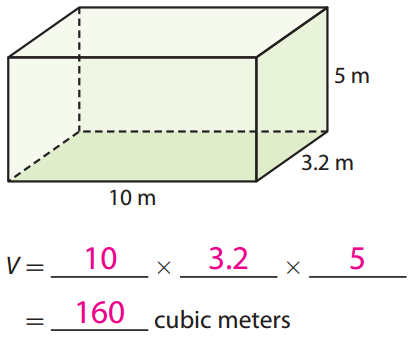 5 m
3.2 m
10 m
V = 10 × 3.2 × 5
= 160 cubic meters